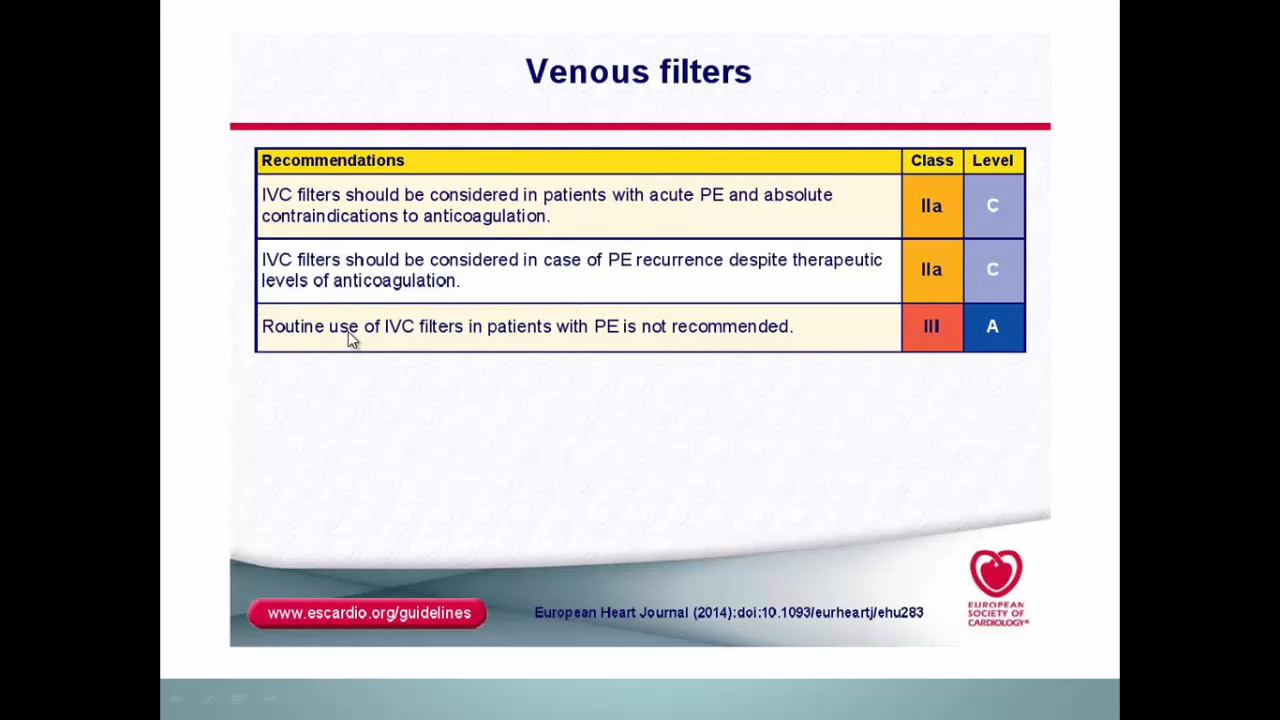 Venous filters
Recommendations Class Level
IVC filters should be considered in patients with acute PE and absolute
contraindications to anticoagulation.
IIa C
IVC filters should be considered in case of PE recurrence despite therapeutic
levels of anticoagulation.
IIa C
Routine use of IVC filters in patients with PE is not recommended. III A
www.escardio.org/guidelines
European Heart Journal (2014):doi:10.1093/eurheartj/ehu283
EUROPEAN
SOCIETY OF
CARDIOLOGY®